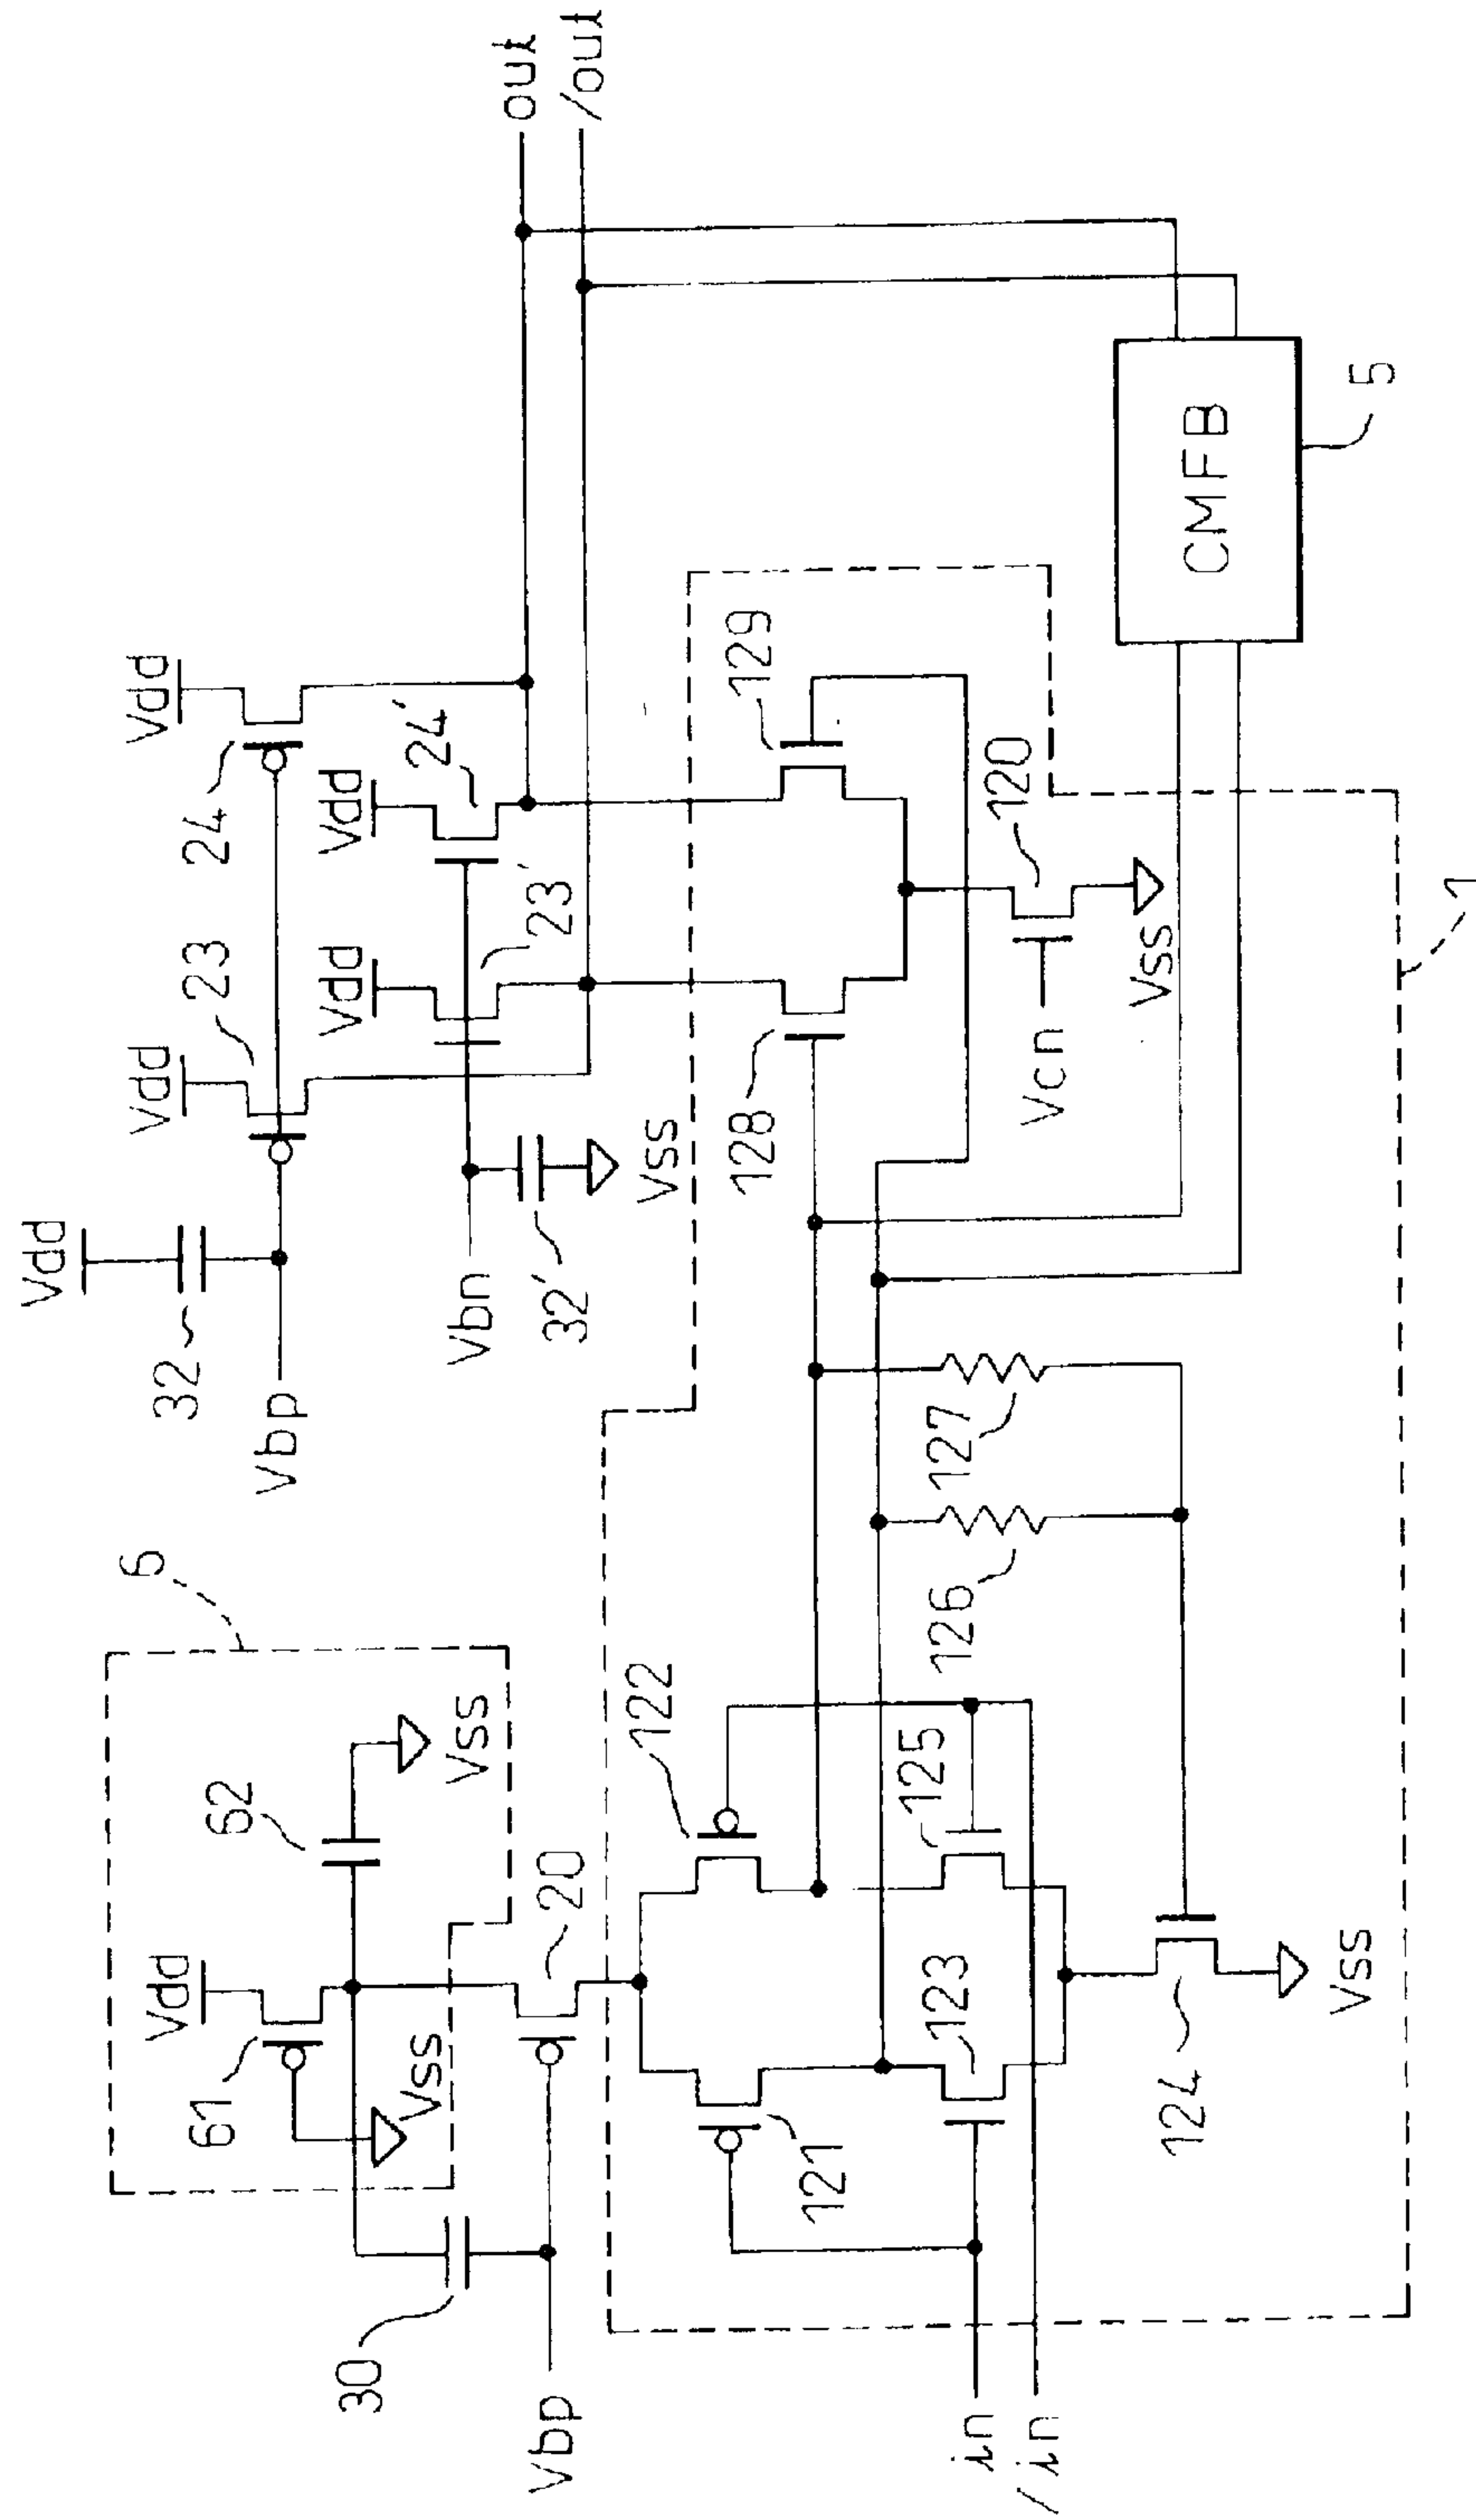 Vdd
32
Vbp
Vdd
23
Vdd
24
Vdd
23'
Vdd
24'
Vbn
32'
Vss
out
/out
6
Vdd
61
Vss
62
Vss
30
20
Vbp
121
122
123
125
in
/in
124
Vss
126
127
128
129
Vcn
120
Vss
CMFB
5
1